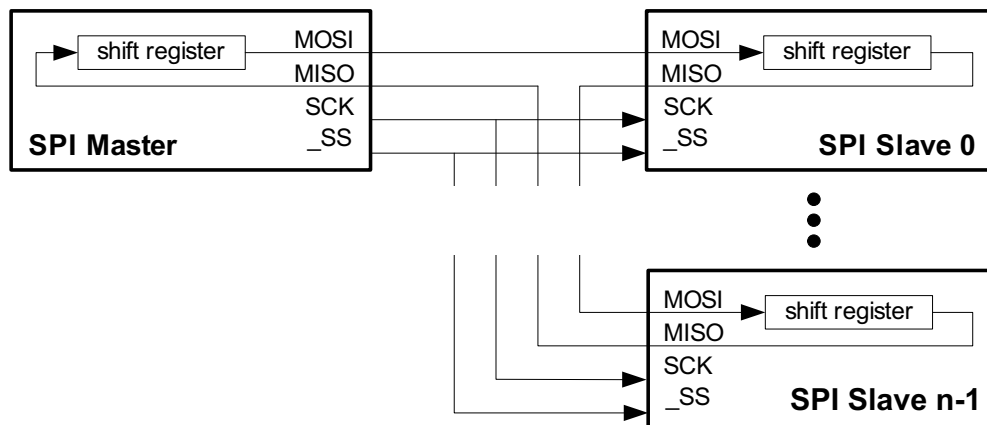 shift register
MOSI
MISO
SCK
_SS
SPI Master
MOSI
shift register
MISO
SCK
_SS
SPI Slave 0
MOSI
shift register
MISO
SCK
_SS
SPI Slave n-1